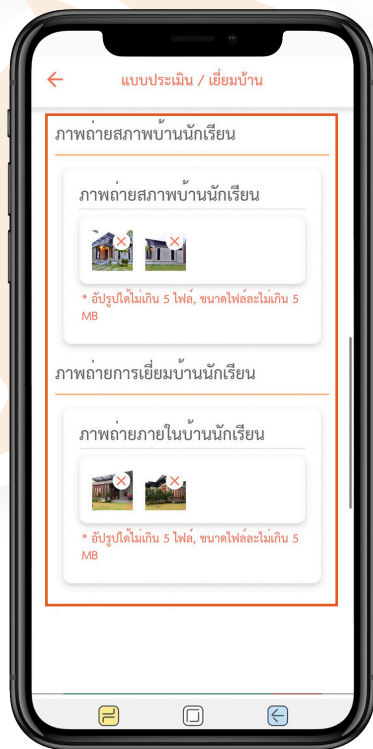 แบบประเมิน / เยี่ยมบ้าน
ภาพถ่ายสภาพบ้านนักเรียน
ภาพถ่ายสภาพบ้านนักเรียน
* อัปรูปได้ไม่เกิน 5 ไฟล์, ขนาดไฟล์ละไม่เกิน 5
MB
ภาพถ่ายการเยี่ยมบ้านนักเรียน
ภาพถ่ายภายในบ้านนักเรียน
* อัปรูปได้ไม่เกิน 5 ไฟล์, ขนาดไฟล์ละไม่เกิน 5
MB